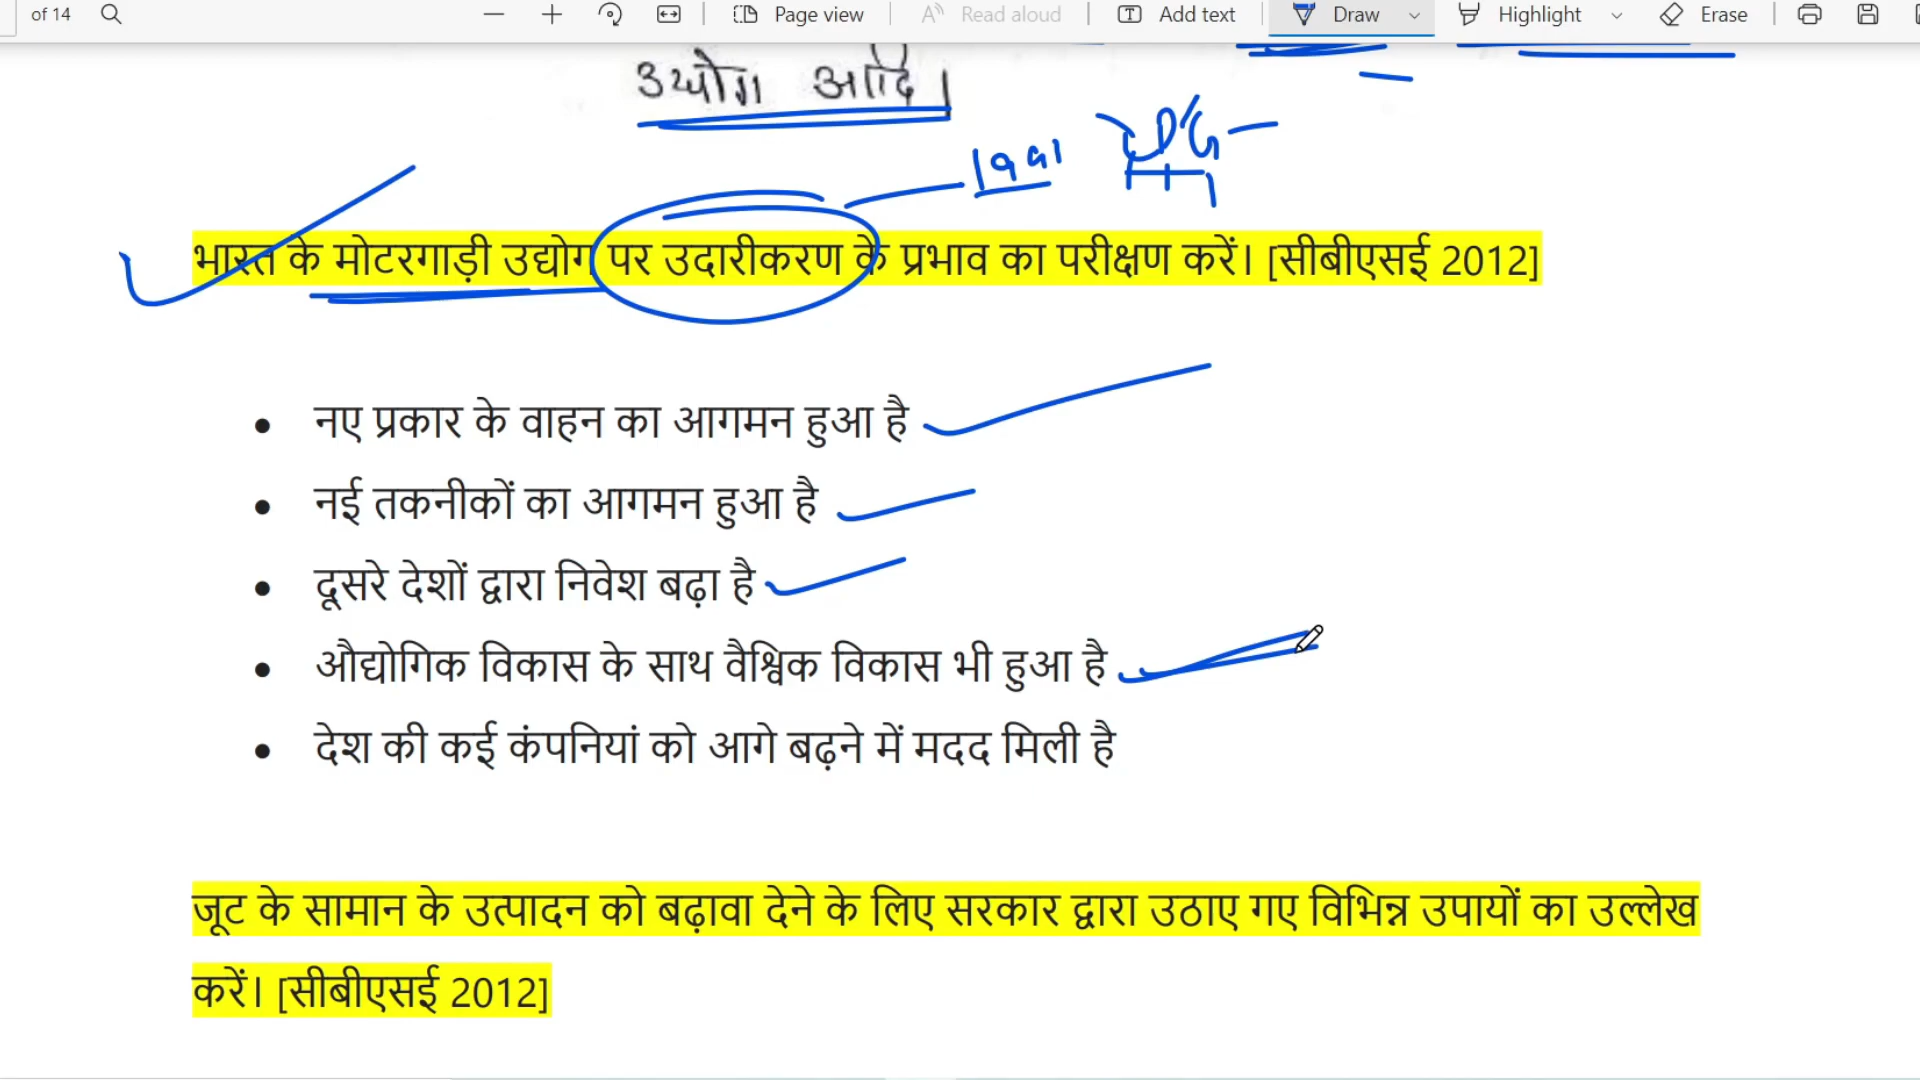 of 14 Page view Read aloud Add text Draw Highlight Erase
उद्योग आदि।
1991
भारत के मोटरगाड़ी उद्योग पर उदारीकरण के प्रभाव का परीक्षण करें। [सीबीएसई 2012]
• नए प्रकार के वाहन का आगमन हुआ है
• नई तकनीकों का आगमन हुआ है
• दूसरे देशों द्वारा निवेश बढ़ा है
• औद्योगिक विकास के साथ वैश्विक विकास भी हुआ है
• देश की कई कंपनियां को आगे बढ़ने में मदद मिली है
जूट के सामान के उत्पादन को बढ़ावा देने के लिए सरकार द्वारा उठाए गए विभिन्न उपायों का उल्लेख
करें। [सीबीएसई 2012]